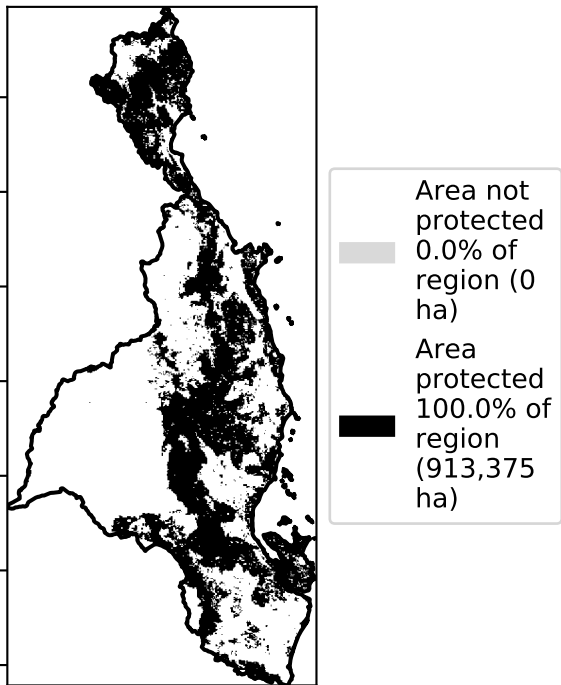 Area not
protected
0.0% of
region (0
ha)
Area
protected
100.0% of
region
(913,375
ha)